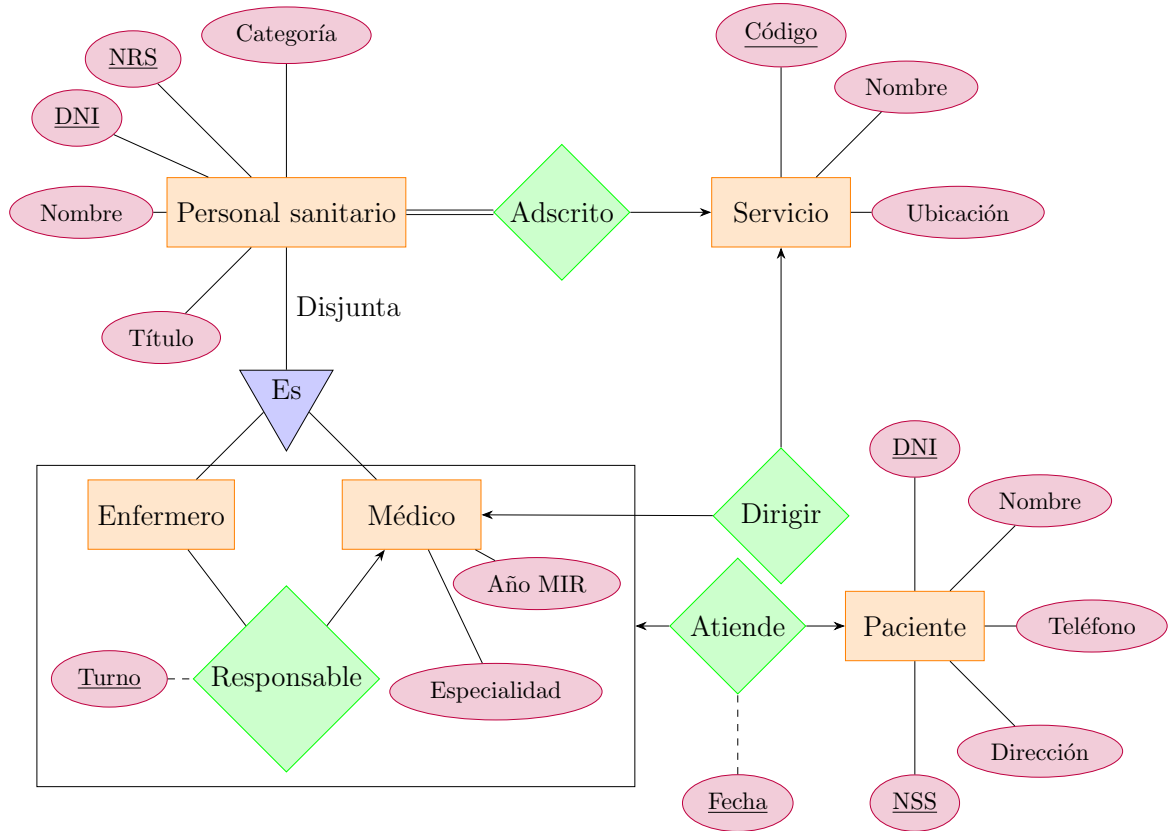 Categoría
Código
NRS
Nombre
DNI
Nombre
Personal sanitario
Adscrito
Servicio
Ubicación
Disjunta
Título
Es
DNI
Nombre
Enfermero
Médico
Dirigir
Año MIR
Atiende
Paciente
Teléfono
Turno
Responsable
Especialidad
Dirección
Fecha
NSS